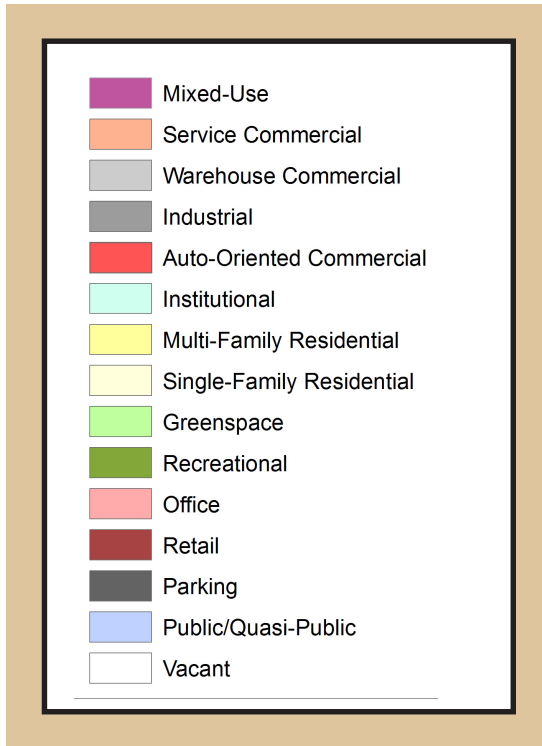 Mixed-Use
Service Commercial
Warehouse Commercial
Industrial
Auto-Oriented Commercial
Institutional
Multi-Family Residential
Single-Family Residential
Greenspace
Recreational
Office
Retail
Parking
Public/Quasi-Public
Vacant